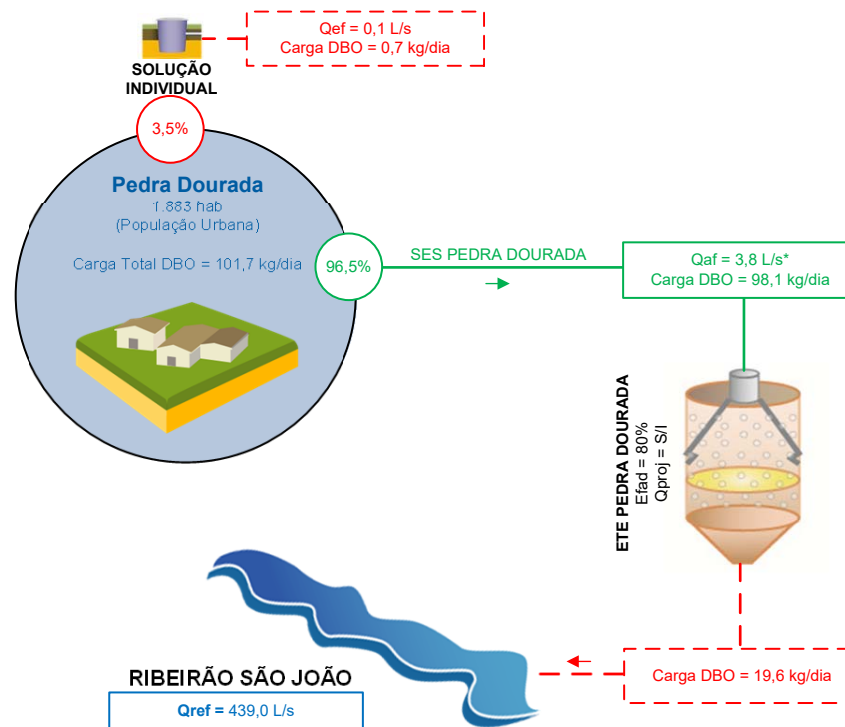 Qef = 0,1 L/s
Carga DBO = 0,7 kg/dia
SOLUÇÃO
INDIVIDUAL
3,5%
Pedra Dourada
1.883 hab
(População Urbana)
Carga Total DBO = 101,7 kg/dia
96,5%
SES PEDRA DOURADA
Qaf = 3,8 L/s*
Carga DBO = 98,1 kg/dia
ETE PEDRA DOURADA
Efad = 80%
Qproj = S/I
Carga DBO = 19,6 kg/dia
RIBEIRÃO SÃO JOÃO
Qref = 439,0 L/s